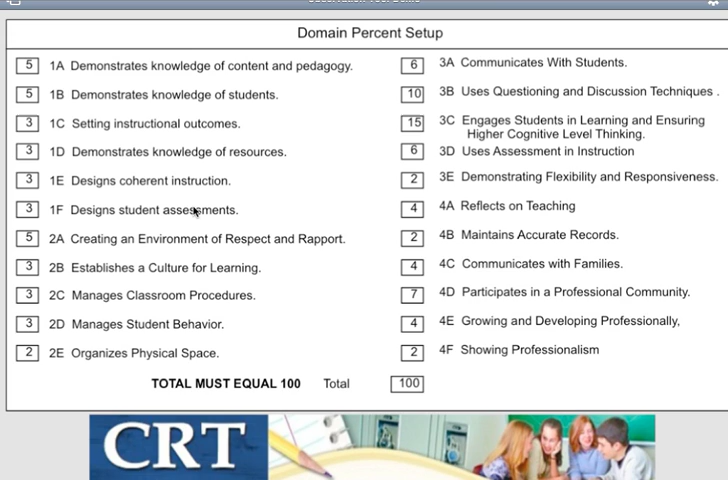 Domain Percent Setup
5 1A Demonstrates knowledge of content and pedagogy.
5 1B Demonstrates knowledge of students.
3 1C Setting instructional outcomes.
3 1D Demonstrates knowledge of resources.
3 1E Designs coherent instruction.
3 1F Designs student assessments.
5 2A Creating an Environment of Respect and Rapport.
3 2B Establishes a Culture for Learning.
3 2C Manages Classroom Procedures.
3 2D Manages Student Behavior.
2 2E Organizes Physical Space.
6 3A Communicates With Students.
10 3B Uses Questioning and Discussion Techniques .
15 3C Engages Students in Learning and Ensuring
Higher Cognitive Level Thinking.
6 3D Uses Assessment in Instruction
2 3E Demonstrating Flexibility and Responsiveness.
4 4A Reflects on Teaching
2 4B Maintains Accurate Records.
4 4C Communicates with Families.
7 4D Participates in a Professional Community.
4 4E Growing and Developing Professionally,
2 4F Showing Professionalism
TOTAL MUST EQUAL 100 Total 100
CRT